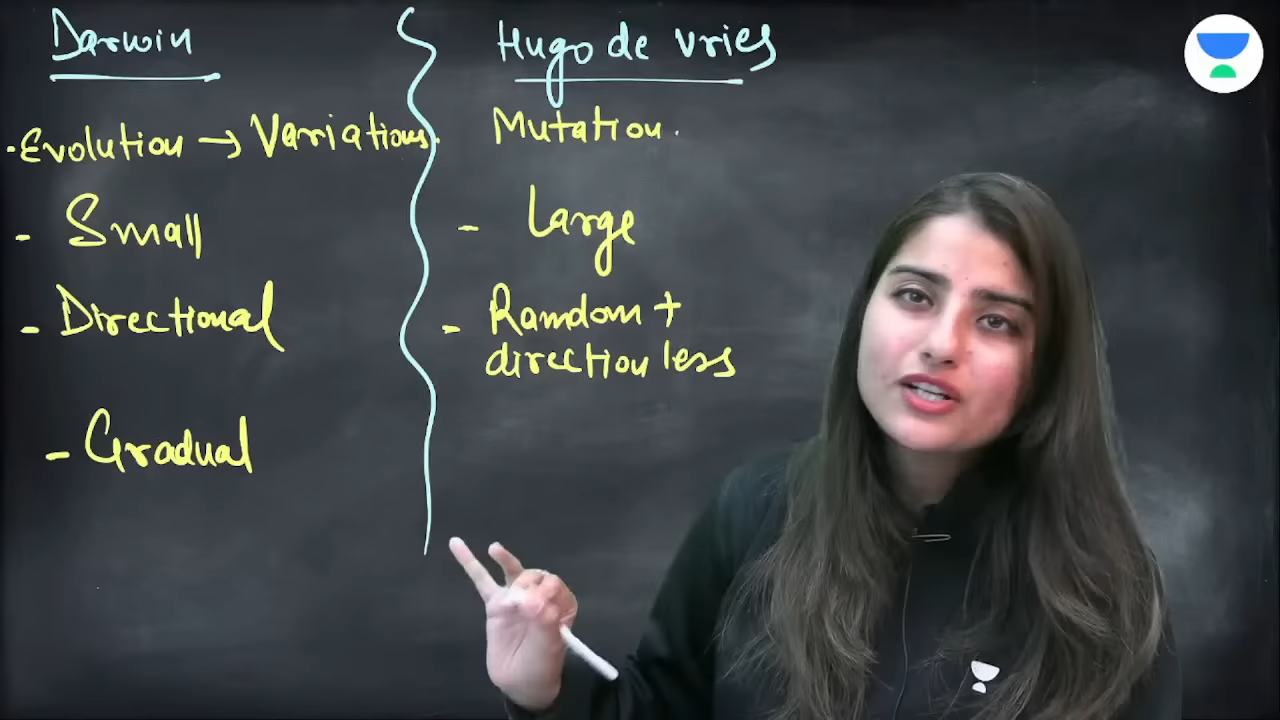 Darwin
· Evolution → Variations.
- Small
- Directional
- Gradual
Hugo de vries
Mutation.
- Large
- Random +
directionless